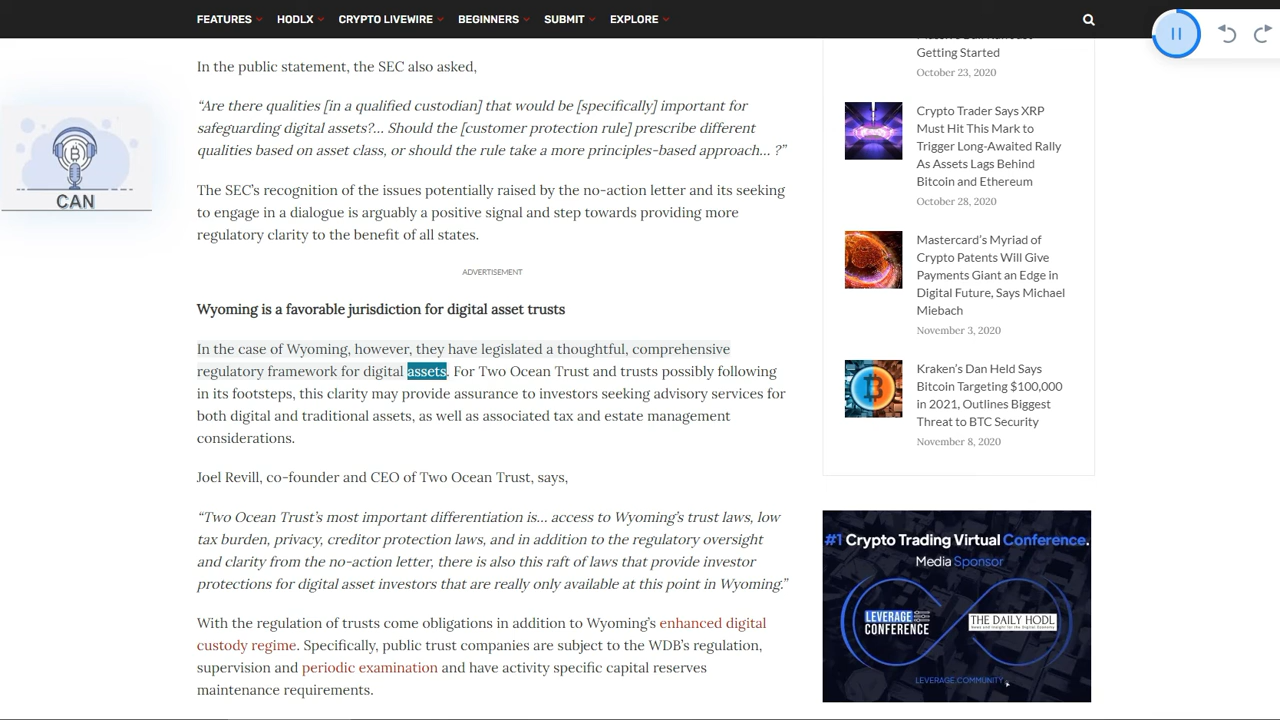 FEATURES HODLX CRYPTO LIVEWIRE BEGINNERS SUBMIT EXPLORE
CAN
In the public statement, the SEC also asked,
“Are there qualities [in a qualified custodian] that would be [specifically] important for
safeguarding digital assets?… Should the [customer protection rule] prescribe different
qualities based on asset class, or should the rule take a more principles-based approach… ?”
The SEC’s recognition of the issues potentially raised by the no-action letter and its seeking
to engage in a dialogue is arguably a positive signal and step towards providing more
regulatory clarity to the benefit of all states.
ADVERTISEMENT
Wyoming is a favorable jurisdiction for digital asset trusts
In the case of Wyoming, however, they have legislated a thoughtful, comprehensive
regulatory framework for digital assets. For Two Ocean Trust and trusts possibly following
in its footsteps, this clarity may provide assurance to investors seeking advisory services for
both digital and traditional assets, as well as associated tax and estate management
considerations.
Joel Revill, co-founder and CEO of Two Ocean Trust, says,
“Two Ocean Trust’s most important differentiation is… access to Wyoming’s trust laws, low
tax burden, privacy, creditor protection laws, and in addition to the regulatory oversight
and clarity from the no-action letter, there is also this raft of laws that provide investor
protections for digital asset investors that are really only available at this point in Wyoming.”
With the regulation of trusts come obligations in addition to Wyoming’s enhanced digital
custody regime. Specifically, public trust companies are subject to the WDB’s regulation,
supervision and periodic examination and have activity specific capital reserves
maintenance requirements.
Getting Started
October 23, 2020
Crypto Trader Says XRP
Must Hit This Mark to
Trigger Long-Awaited Rally
As Assets Lags Behind
Bitcoin and Ethereum
October 28, 2020
Mastercard’s Myriad of
Crypto Patents Will Give
Payments Giant an Edge in
Digital Future, Says Michael
Miebach
November 3, 2020
Kraken’s Dan Held Says
Bitcoin Targeting $100,000
in 2021, Outlines Biggest
Threat to BTC Security
November 8, 2020
#1 Crypto Trading Virtual Conference.
Media Sponsor
LEVERAGE
CONFERENCE
THE DAILY HODL
LEVERAGE COMMUNITY